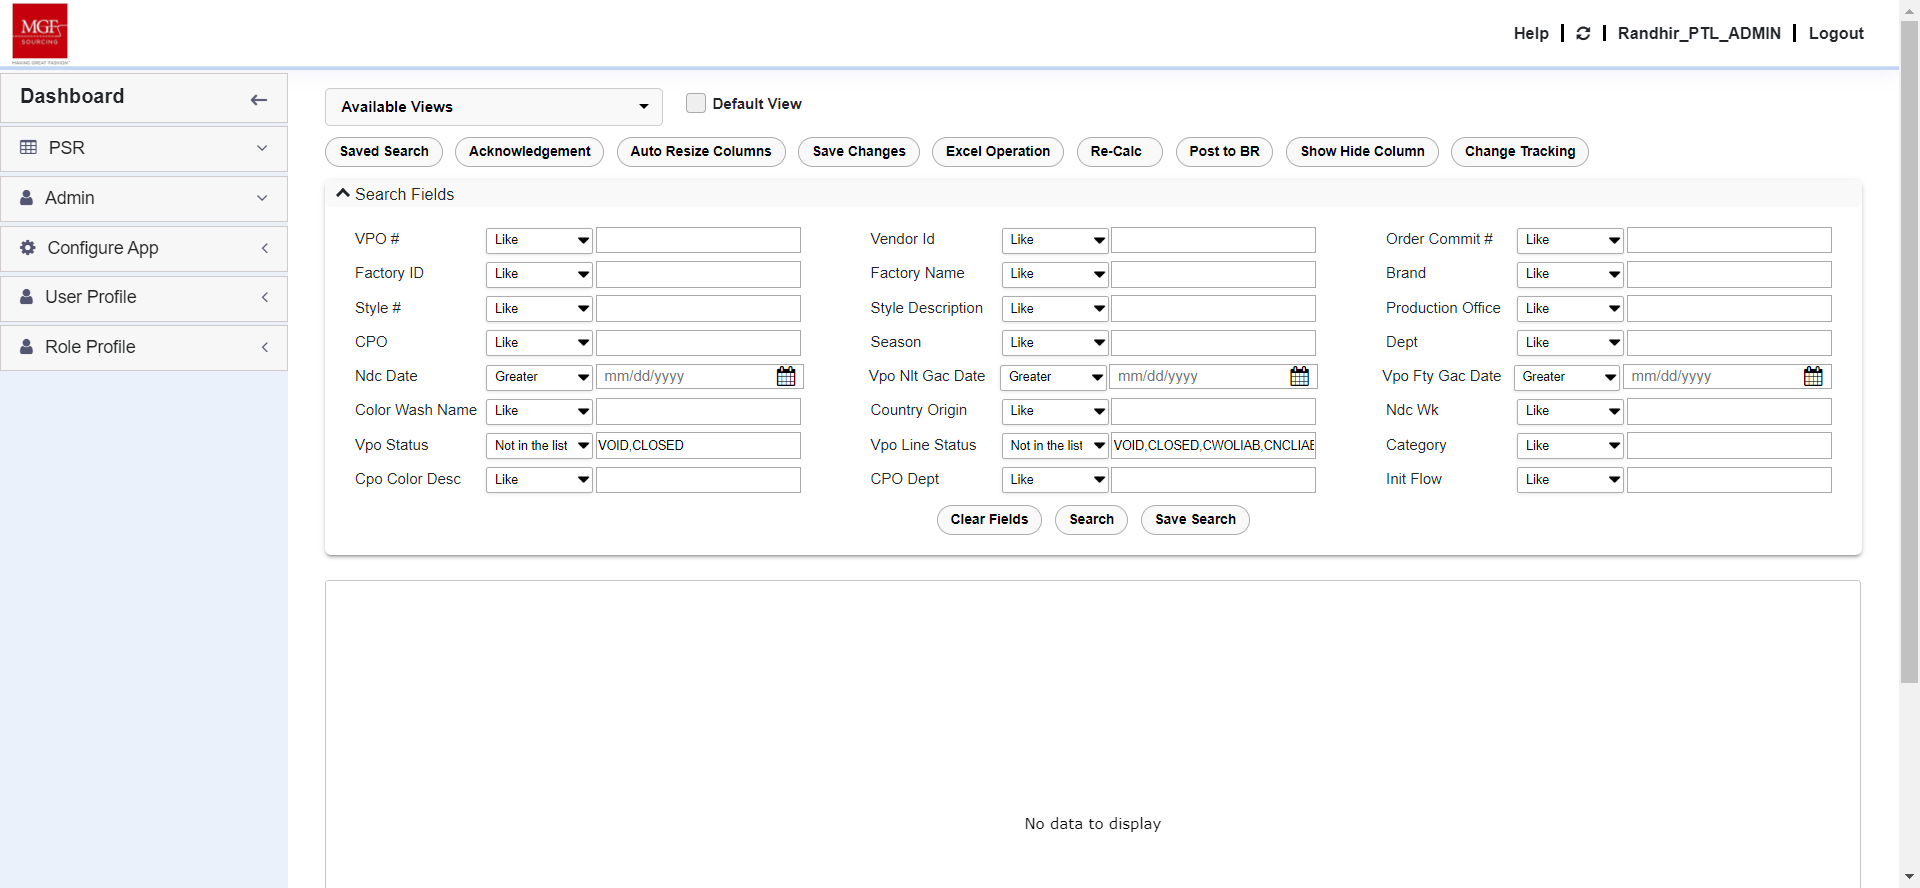 MGF
SOURCING
MAKING GREAT FASHION
Help Randhir_PTL_ADMIN Logout
Dashboard
PSR
Admin
Configure App
User Profile
Role Profile
Available Views
Default View
Saved Search Acknowledgement Auto Resize Columns Save Changes Excel Operation Re-Calc Post to BR Show Hide Column Change Tracking
Search Fields
VPO # Like Vendor Id Like Order Commit # Like
Factory ID Like Factory Name Like Brand Like
Style # Like Style Description Like Production Office Like
CPO Like Season Like Dept Like
Ndc Date Greater mm/dd/yyyy Vpo Nlt Gac Date Greater mm/dd/yyyy Vpo Fty Gac Date Greater mm/dd/yyyy
Color Wash Name Like Country Origin Like Ndc Wk Like
Vpo Status Not in the list VOID,CLOSED Vpo Line Status Not in the list VOID,CLOSED,CWOLIAB,CNCLIAB Category Like
Cpo Color Desc Like CPO Dept Like Init Flow Like
Clear Fields Search Save Search
No data to display